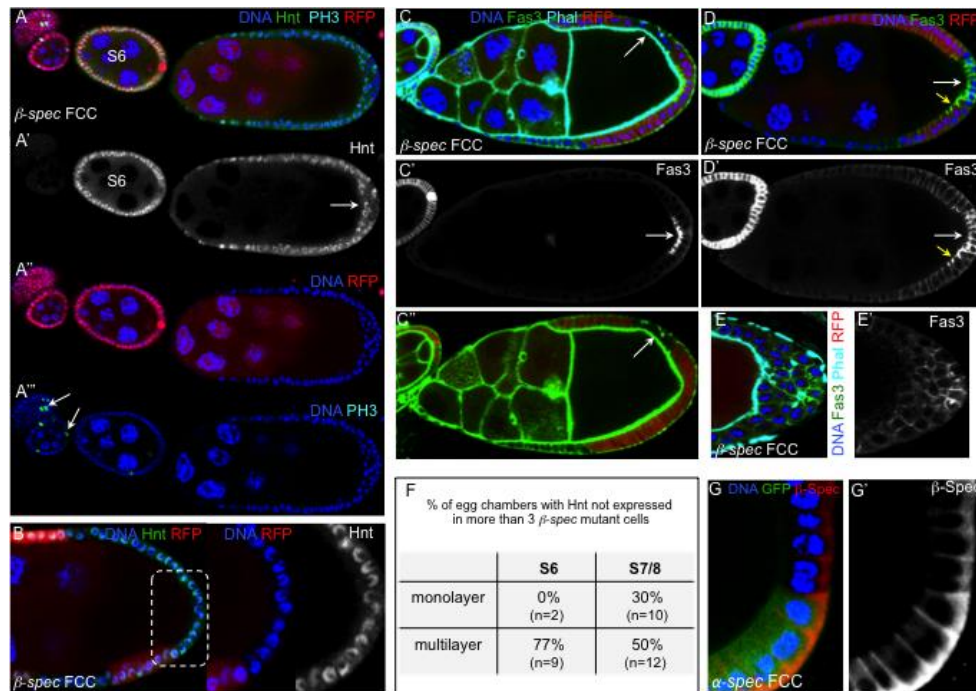 A
DNA Hnt PH3 RFP
S6
β-spec FCC
A'
Hnt
S6
A''
DNA RFP
A'''
DNA PH3
B
DNA Hnt RFP
DNA RFP
Hnt
β-spec FCC
C
DNA Fas3 Phal RFP
β-spec FCC
C'
Fas3
C''
D
DNA Fas3 RFP
β-spec FCC
D'
Fas3
E
β-spec FCC
DNA Fas3 Phal RFP
E'
Fas3
F
% of egg chambers with Hnt not expressed
in more than 3 β-spec mutant cells
S6 S7/8
monolayer 0% 30%
(n=2) (n=10)
multilayer 77% 50%
(n=9) (n=12)
G
DNA GFP β-Spec
α-spec FCC
G'
β-Spec